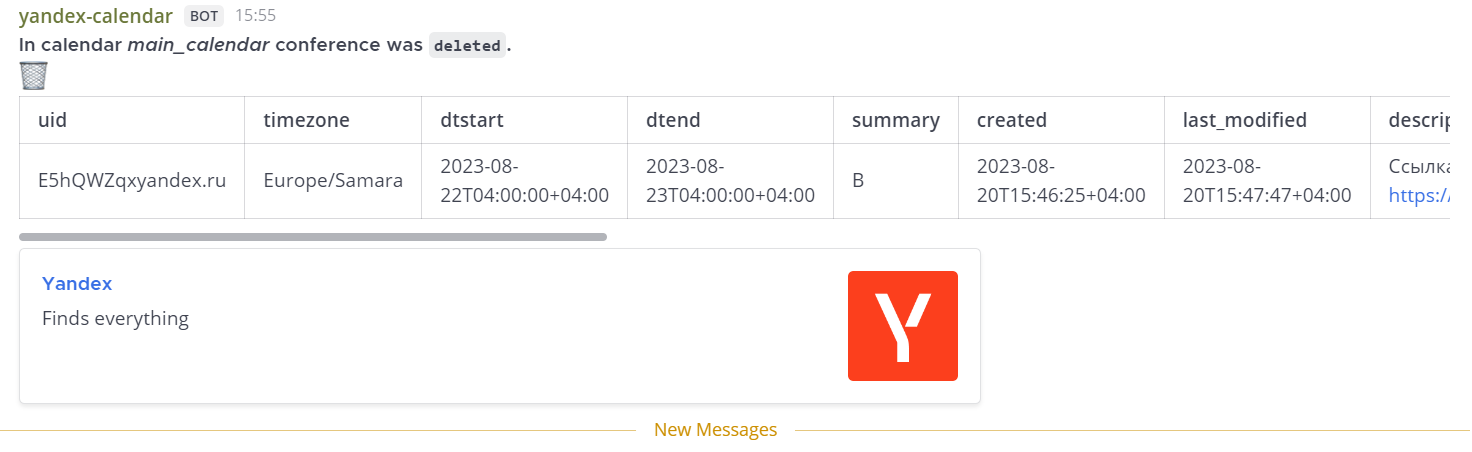 yandex-calendar BOT 15:55
In calendar main_calendar conference was deleted.
uid timezone dtstart dtend summary created last_modified descrip
E5hQWZqxyandex.ru Europe/Samara 2023-08-22T04:00:00+04:00 2023-08-23T04:00:00+04:00 B 2023-08-20T15:46:25+04:00 2023-08-20T15:47:47+04:00 Ссылка https:/
Yandex
Finds everything
New Messages